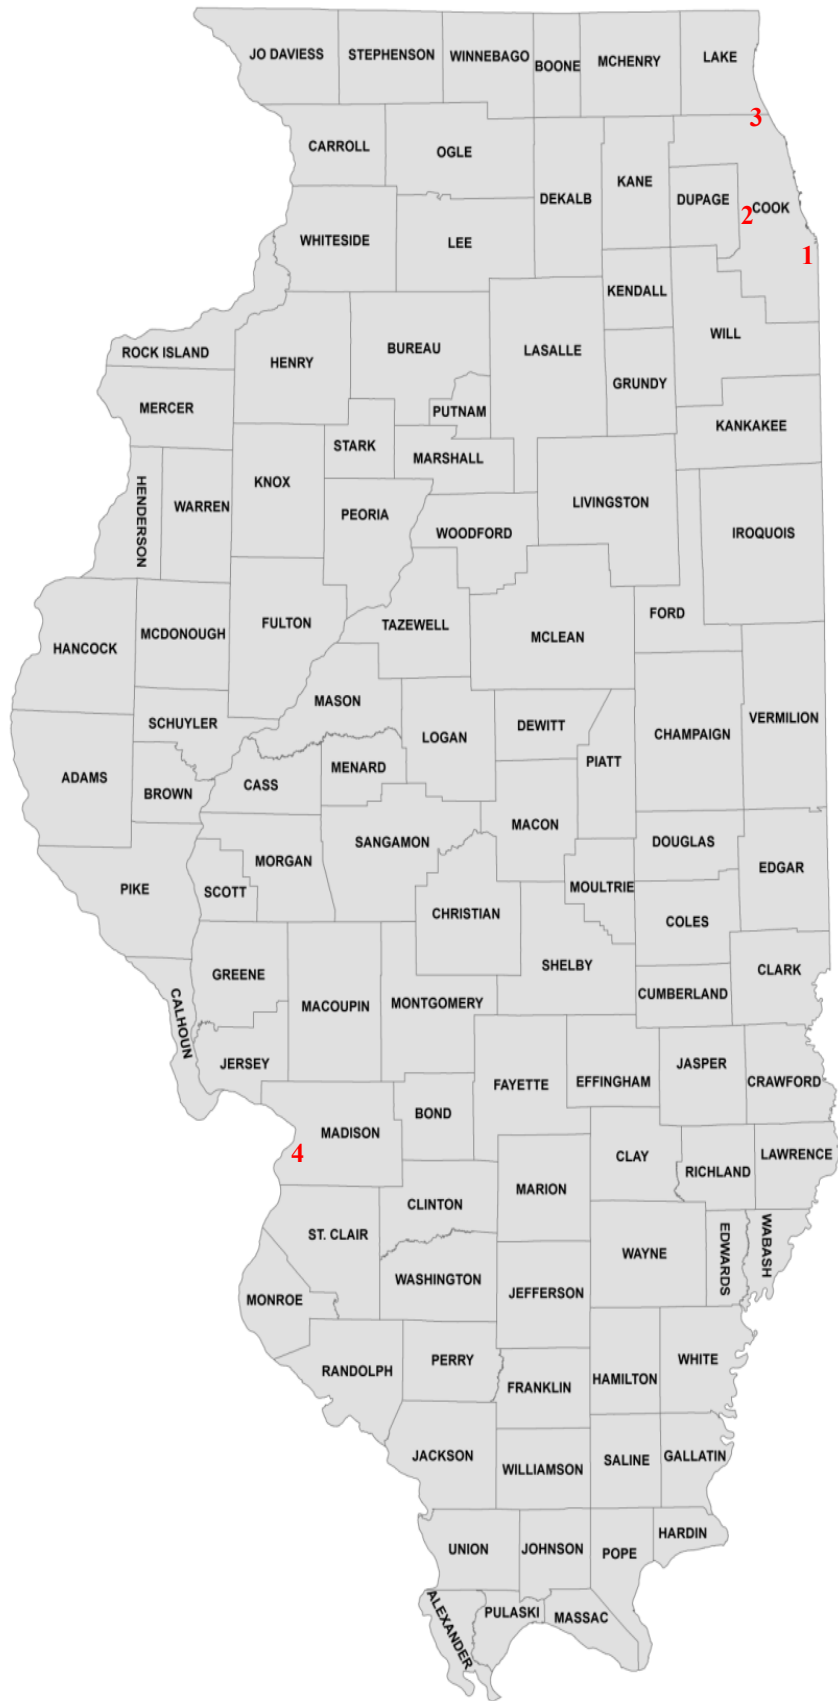 JO DAVIESS STEPHENSON WINNEBAGO BOONE MCHENRY LAKE
3
CARROLL OGLE DEKALB KANE DUPAGE 2 COOK
WHITESIDE LEE 1
KENDALL
ROCK ISLAND HENRY BUREAU LASALLE GRUNDY WILL
MERCER PUTNAM KANKAKEE
STARK MARSHALL
HENDERSON WARREN KNOX PEORIA WOODFORD LIVINGSTON IROQUOIS
HANCOCK MCDONOUGH FULTON TAZEWELL MCLEAN FORD
SCHUYLER MASON LOGAN DEWITT CHAMPAIGN VERMILION
ADAMS BROWN CASS MENARD PIATT
SANGAMON MACON DOUGLAS
PIKE SCOTT MORGAN CHRISTIAN MOULTRIE COLES EDGAR
GREENE SHELBY CLARK
CALHOUN MACOUPIN MONTGOMERY CUMBERLAND
JERSEY FAYETTE EFFINGHAM JASPER CRAWFORD
4 MADISON BOND CLAY RICHLAND LAWRENCE
ST. CLAIR CLINTON MARION
MONROE WASHINGTON JEFFERSON WAYNE EDWARDS WABASH
RANDOLPH PERRY FRANKLIN HAMILTON WHITE
JACKSON WILLIAMSON SALINE GALLATIN
UNION JOHNSON POPE HARDIN
ALEXANDER PULASKI MASSAC